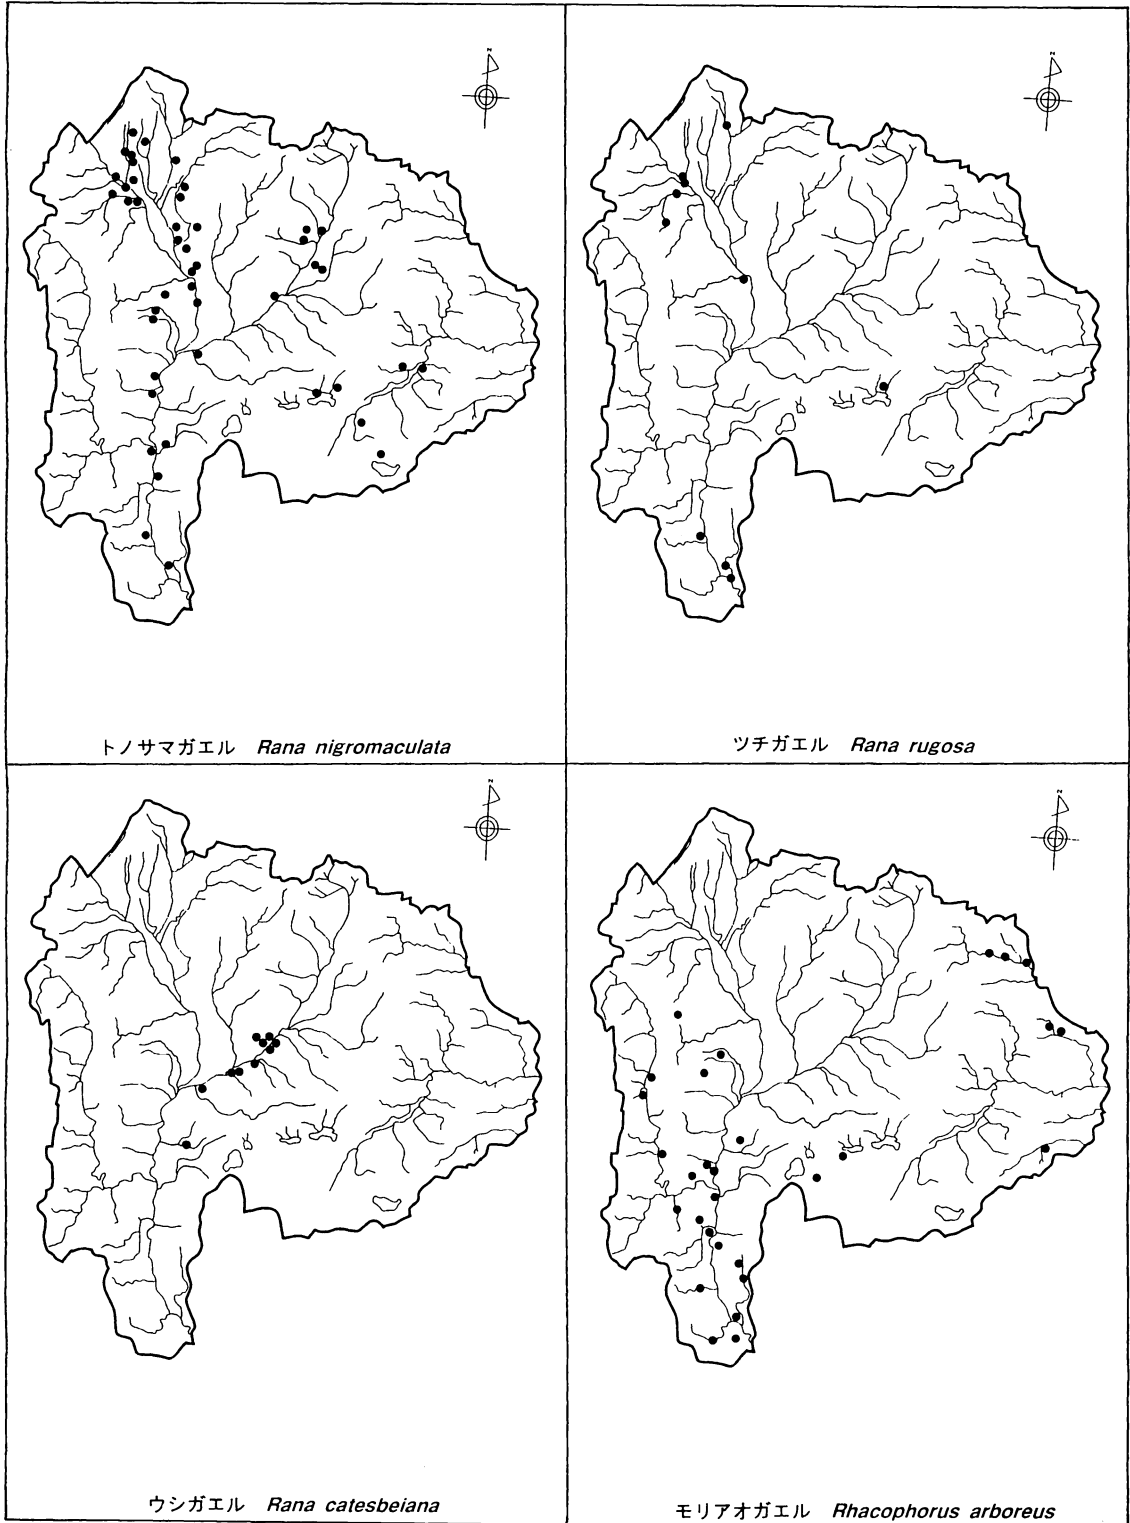 N
N
トノサマガエル Rana nigromaculata
ツチガエル Rana rugosa
N
N
ウシガエル Rana catesbeiana
モリアオガエル Rhacophorus arboreus